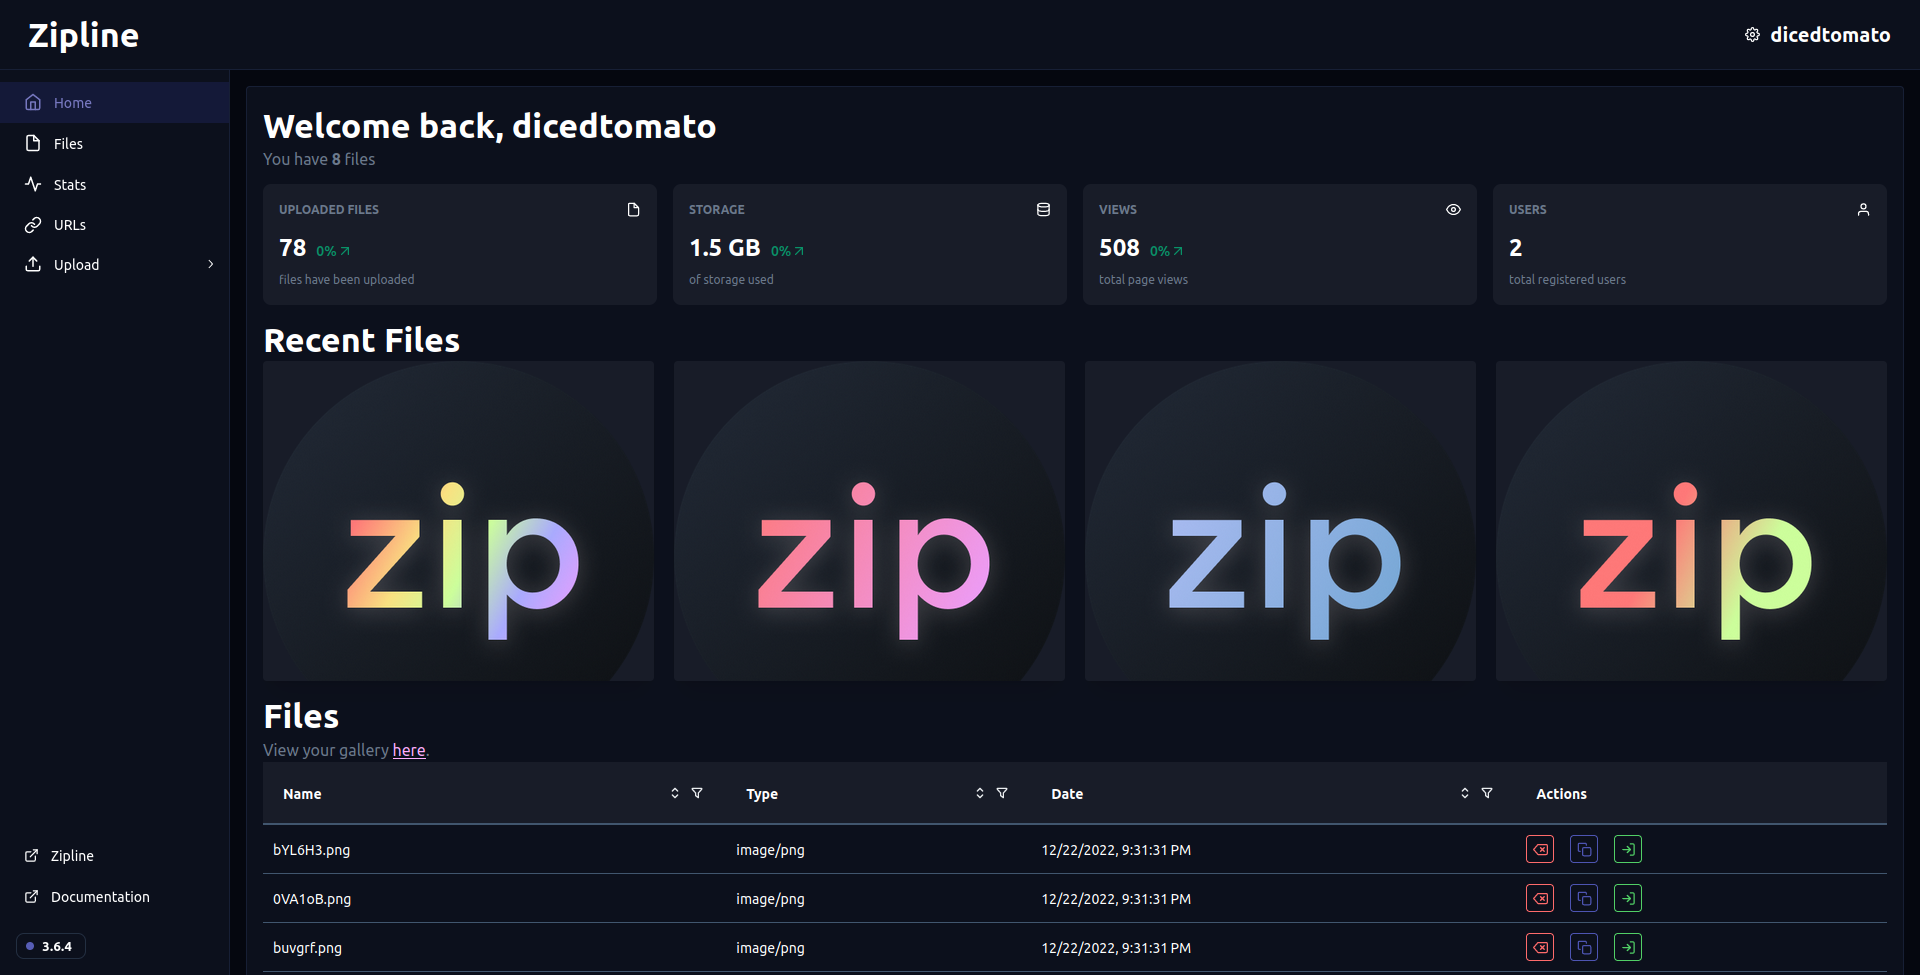 Zipline
dicedtomato
Home
Files
Stats
URLs
Upload
Zipline
Documentation
3.6.4
Welcome back, dicedtomato
You have 8 files
UPLOADED FILES
78 0%
files have been uploaded
STORAGE
1.5 GB 0%
of storage used
VIEWS
508 0%
total page views
USERS
2
total registered users
Recent Files
zip
zip
zip
zip
Files
View your gallery here.
Name Type Date Actions
bYL6H3.png image/png 12/22/2022, 9:31:31 PM
0VA1oB.png image/png 12/22/2022, 9:31:31 PM
buvgrf.png image/png 12/22/2022, 9:31:31 PM